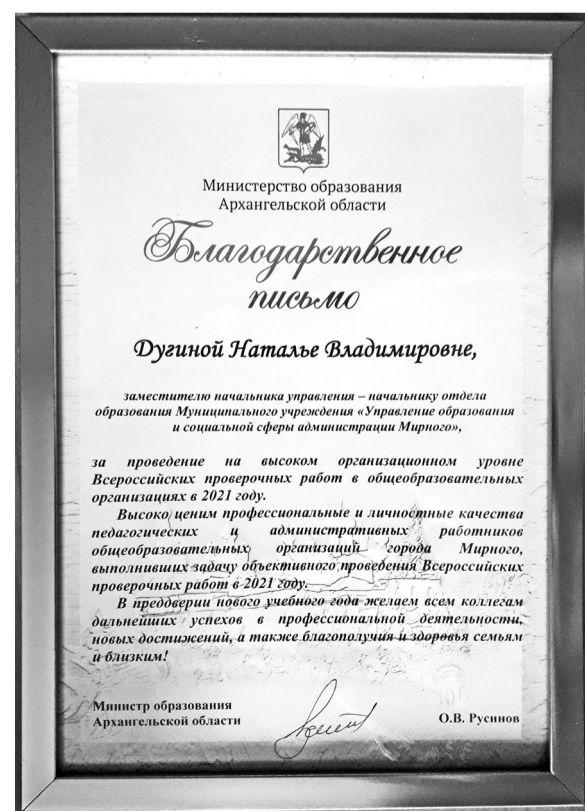 Министерство образования
Архангельской области
Благодарственное
письмо
Дугиной Наталье Владимировне,
заместителю начальника управления – начальнику отдела
образования Муниципального учреждения «Управление образования
и социальной сферы администрации Мирного»,
за проведение на высоком организационном уровне
Всероссийских проверочных работ в общеобразовательных
организациях в 2021 году.
Высоко ценим профессиональные и личностные качества
педагогических и административных работников
общеобразовательных организаций города Мирного,
выполнивших задачу объективного проведения Всероссийских
проверочных работ в 2021 году.
В преддверии нового учебного года желаем всем коллегам
дальнейших успехов в профессиональной деятельности,
новых достижений, а также благополучия и здоровья семьям
и близким!
Министр образования
Архангельской области
О.В. Русинов